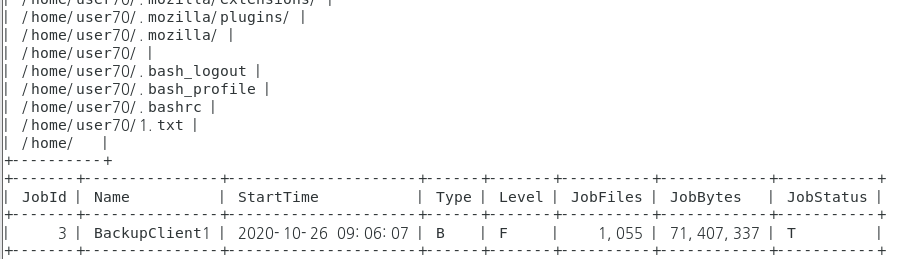 | /home/user70/.mozilla/extensions/ |
| /home/user70/.mozilla/plugins/ |
| /home/user70/.mozilla/ |
| /home/user70/ |
| /home/user70/.bash_logout |
| /home/user70/.bash_profile |
| /home/user70/.bashrc |
| /home/user70/1.txt |
| /home/   |
+----------+
+-------+---------------+---------------------+------+-------+----------+------------+-----------+
| JobId | Name          | StartTime           | Type | Level | JobFiles | JobBytes   | JobStatus |
+-------+---------------+---------------------+------+-------+----------+------------+-----------+
|     3 | BackupClient1 | 2020-10-26 09:06:07 | B    | F     |    1,055 | 71,407,337 | T         |
+-------+---------------+---------------------+------+-------+----------+------------+-----------+